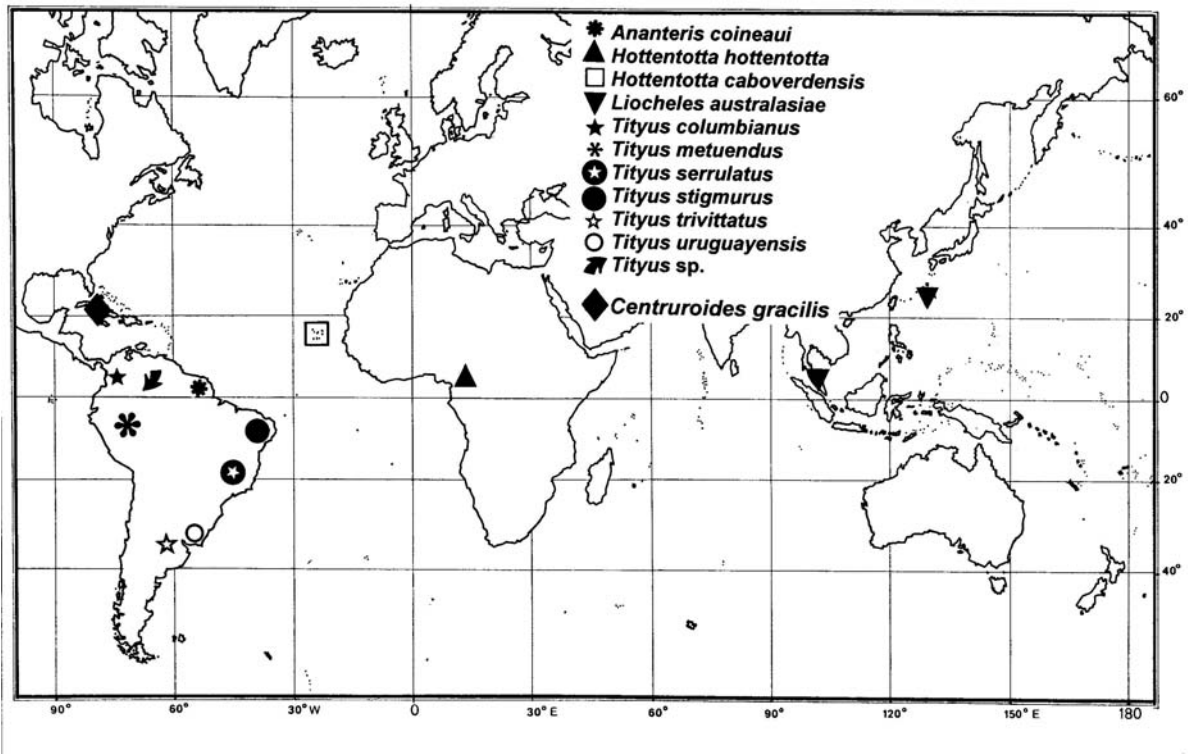 Ananteris coineaui
Hottentotta hottentotta
Hottentotta caboverdensis
Liocheles australasiae
Tityus columbianus
Tityus metuendus
Tityus serrulatus
Tityus stigmurus
Tityus trivittatus
Tityus uruguayensis
Tityus sp.
Centruroides gracilis
60°
40°
20°
0
20°
40°
90° 60° 30° W 0 30° E 60° 90° 120° 150° E 180